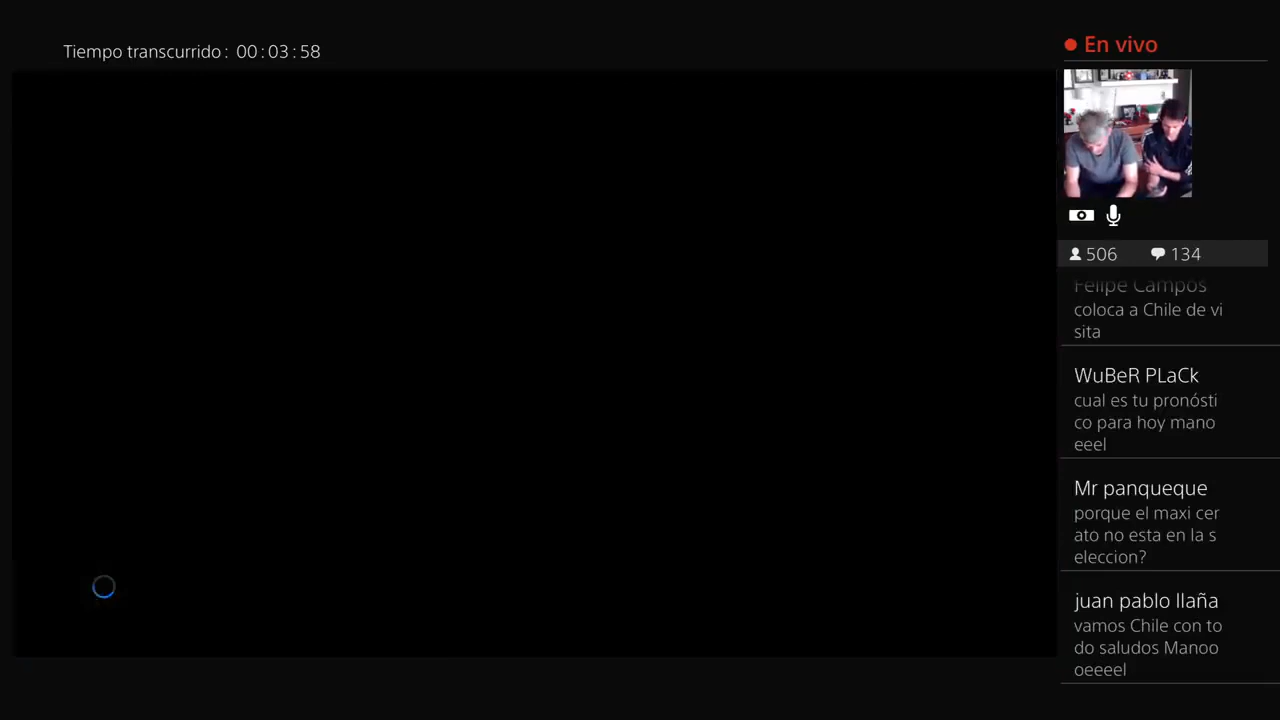 Tiempo transcurrido: 00:03:58
En vivo
506 134
Felipe Campos
coloca a Chile de vi
sita
WuBeR PLaCk
cual es tu pronósti
co para hoy mano
eeel
Mr panqueque
porque el maxi cer
ato no esta en la s
eleccion?
juan pablo llaña
vamos Chile con to
do saludos Manoo
oeeeel